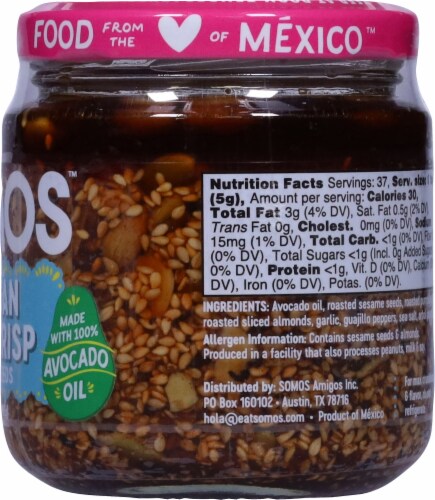 FOOD FROM THE OF MÉXICO™
OS™
AN
RISP
MADE
WITH 100%
AVOCADO
OIL
Nutrition Facts Servings: 37, Serv. size:
(5g), Amount per serving: Calories 30,
Total Fat 3g (4% DV), Sat. Fat 0.5g (2% DV),
Trans Fat 0g, Cholest. 0mg (0% DV),
15mg (1% DV), Total Carb. <1g (0% DV),
(0% DV), Total Sugars <1g (Incl. 0g Added
0% DV), Protein <1g, Vit. D (0% DV),
DV), Iron (0% DV), Potas. (0% DV).
INGREDIENTS: Avocado oil, roasted sesame seeds,
roasted sliced almonds, garlic, guajillo peppers, sea salt,
Allergen Information: Contains sesame seeds & almonds.
Produced in a facility that also processes peanuts, milk &
Distributed by: SOMOS Amigos Inc.
PO Box 160102 • Austin, TX 78716
hola@eatsomos.com • Product of México
For
& flavor,